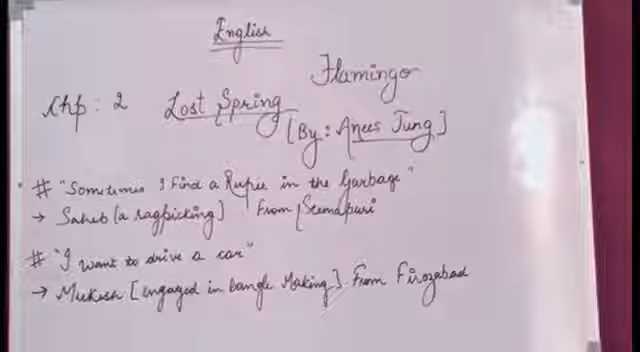 English
Flamingo
Chp : 2 Lost Spring
[By : Anees Jung]
# "Sometimes I Find a Rupee in the Garbage"
→ Saheb [a ragpicking] From Seemapuri
# "I want to drive a car"
→ Mukesh [engaged in bangle Making] From Firozabad